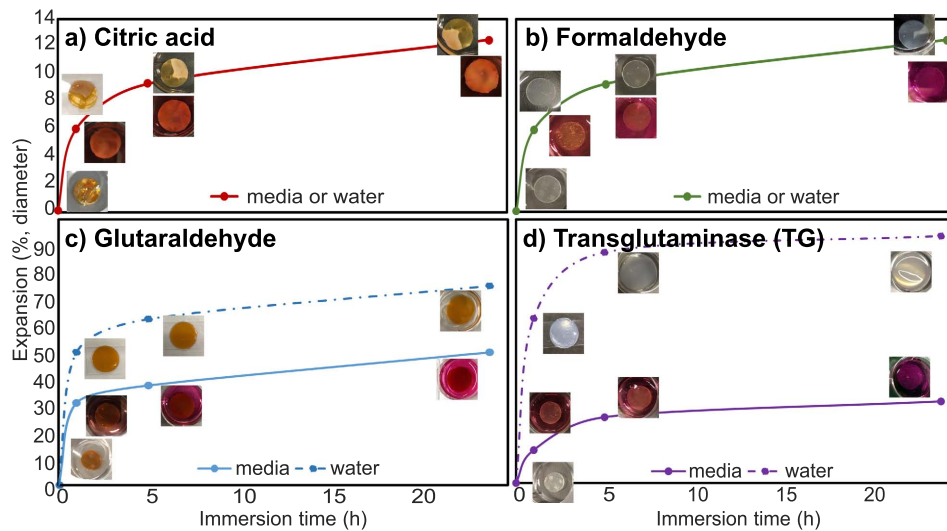 a) Citric acid
b) Formaldehyde
14
12
10
8
6
4
2
0
media or water
media or water
c) Glutaraldehyde
d) Transglutaminase (TG)
Expansion (%, diameter)
90
80
70
60
50
40
30
20
10
0
media
water
media
water
0
5
10
15
20
0
5
10
15
20
Immersion time (h)
Immersion time (h)